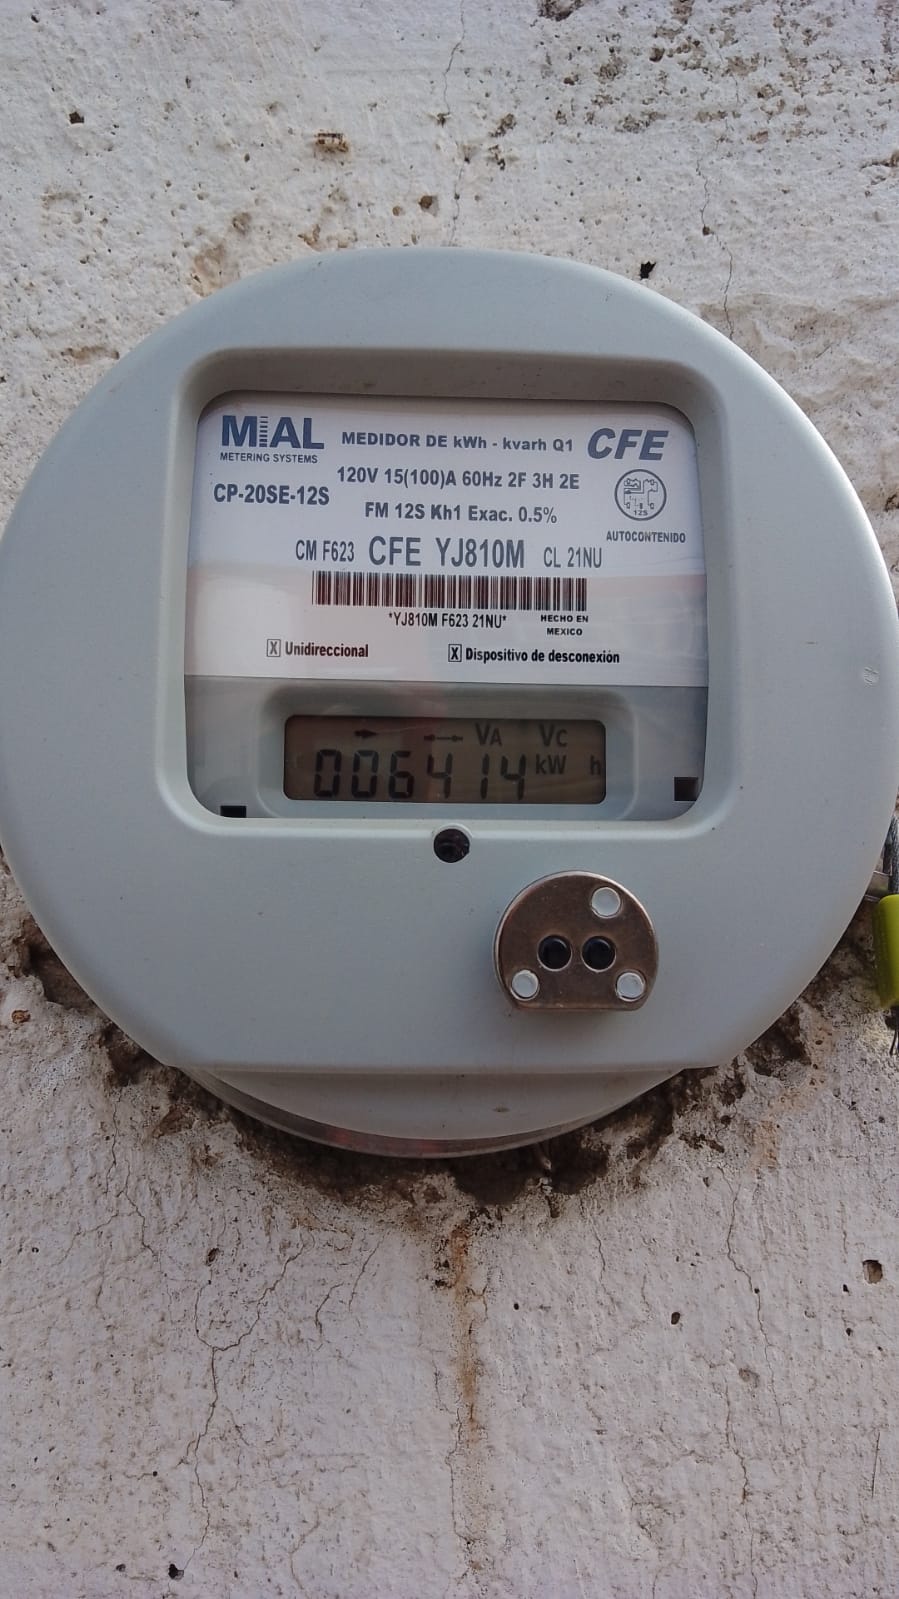 MIAL MEDIDOR DE kWh - kvarh Q1 CFE
METERING SYSTEMS
120V 15(100)A 60Hz 2F 3H 2E
CP-20SE-12S
FM 12S Kh1 Exac. 0.5%
12S
AUTOCONTENIDO
CM F623 CFE YJ810M CL 21NU
*YJ810M F623 21NU*
HECHO EN
MEXICO
X Unidireccional X Dispositivo de desconexión
VA VC
006414 kW h